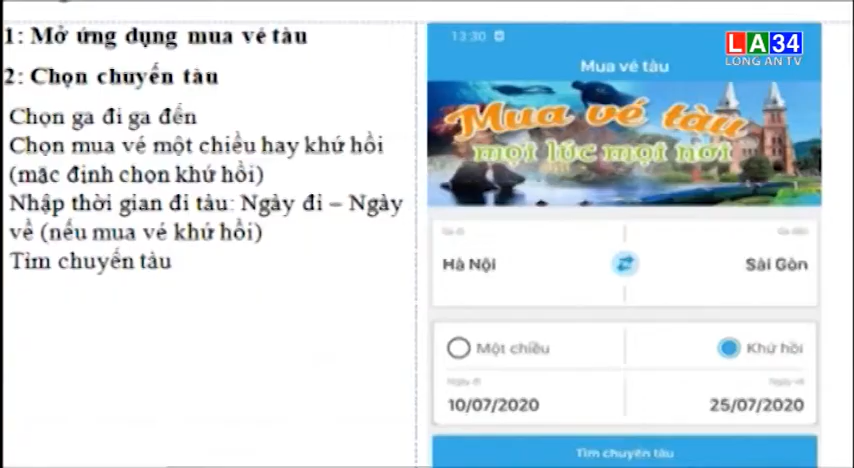 1: Mở ứng dụng mua vé tàu
2: Chọn chuyến tàu
Chọn ga đi ga đến
Chọn mua vé một chiều hay khứ hồi
(mặc định chọn khứ hồi)
Nhập thời gian đi tàu: Ngày đi – Ngày
về (nếu mua vé khứ hồi)
Tìm chuyến tàu
13:30
LA34
LONG AN TV
Mua vé tàu
Mua vé tàu
mọi lúc mọi nơi
Ga đi
Ga đến
Hà Nội
Sài Gòn
Một chiều
Khứ hồi
Ngày đi
Ngày về
10/07/2020
25/07/2020
Tìm chuyến tàu